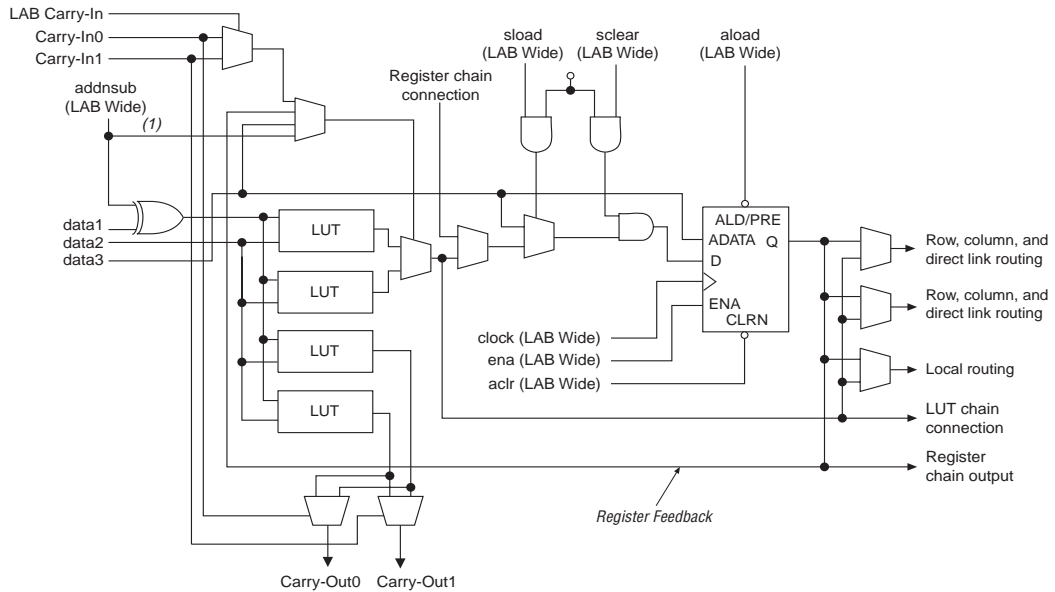 LAB Carry-In
Carry-In0
Carry-In1
addnsub
(LAB Wide)
(1)
Register chain
connection
sload
(LAB Wide)
sclear
(LAB Wide)
aload
(LAB Wide)
data1
data2
data3
LUT
LUT
LUT
LUT
ALD/PRE
ADATA
Q
D
ENA
CLRN
clock (LAB Wide)
ena (LAB Wide)
aclr (LAB Wide)
Row, column, and
direct link routing
Row, column, and
direct link routing
Local routing
LUT chain
connection
Register
chain output
Register Feedback
Carry-Out0
Carry-Out1